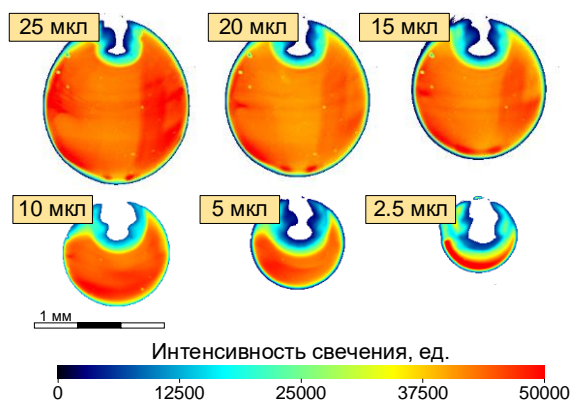 25 мкл
20 мкл
15 мкл
10 мкл
5 мкл
2.5 мкл
1 мм
Интенсивность свечения, ед.
0 12500 25000 37500 50000